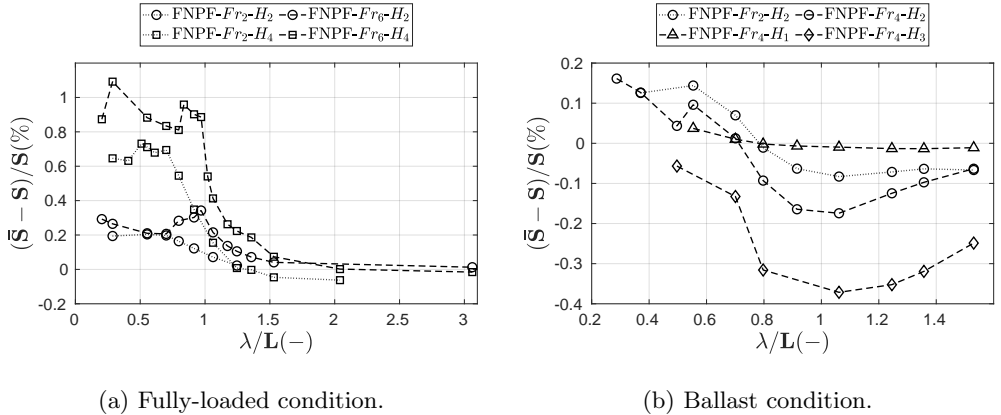 FNPF-Fr₂-H₂ FNPF-Fr₆-H₂
FNPF-Fr₂-H₄ FNPF-Fr₆-H₄
1
0.8
0.6
0.4
0.2
0
-0.2
(S̄ − S)/S(%)
0 0.5 1 1.5 2 2.5 3
λ/L(−)
(a) Fully-loaded condition.
FNPF-Fr₂-H₂ FNPF-Fr₄-H₂
FNPF-Fr₄-H₁ FNPF-Fr₄-H₃
0.2
0.1
0
-0.1
-0.2
-0.3
-0.4
(S̄ − S)/S(%)
0.2 0.4 0.6 0.8 1 1.2 1.4
λ/L(−)
(b) Ballast condition.